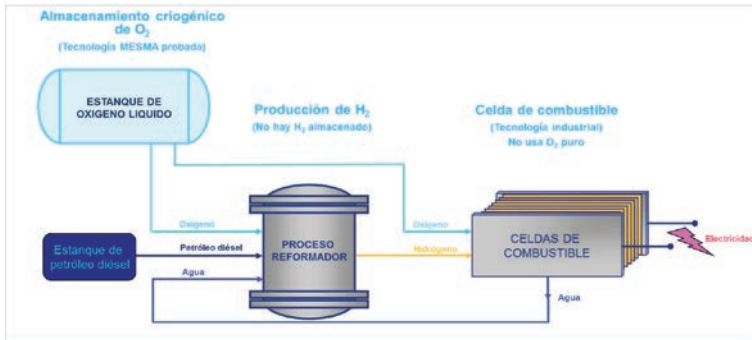 Almacenamiento criogénico
de O₂
(Tecnología MESMA probada)
ESTANQUE DE
OXIGENO LIQUIDO
Producción de H₂
(No hay H₂ almacenado)
Celda de combustible
(Tecnología industrial)
No usa O₂ puro
Oxígeno
Petróleo diésel
Agua
Estanque de
petróleo diésel
PROCESO
REFORMADOR
Oxígeno
Hidrógeno
CELDAS DE
COMBUSTIBLE
Electricidad
Agua